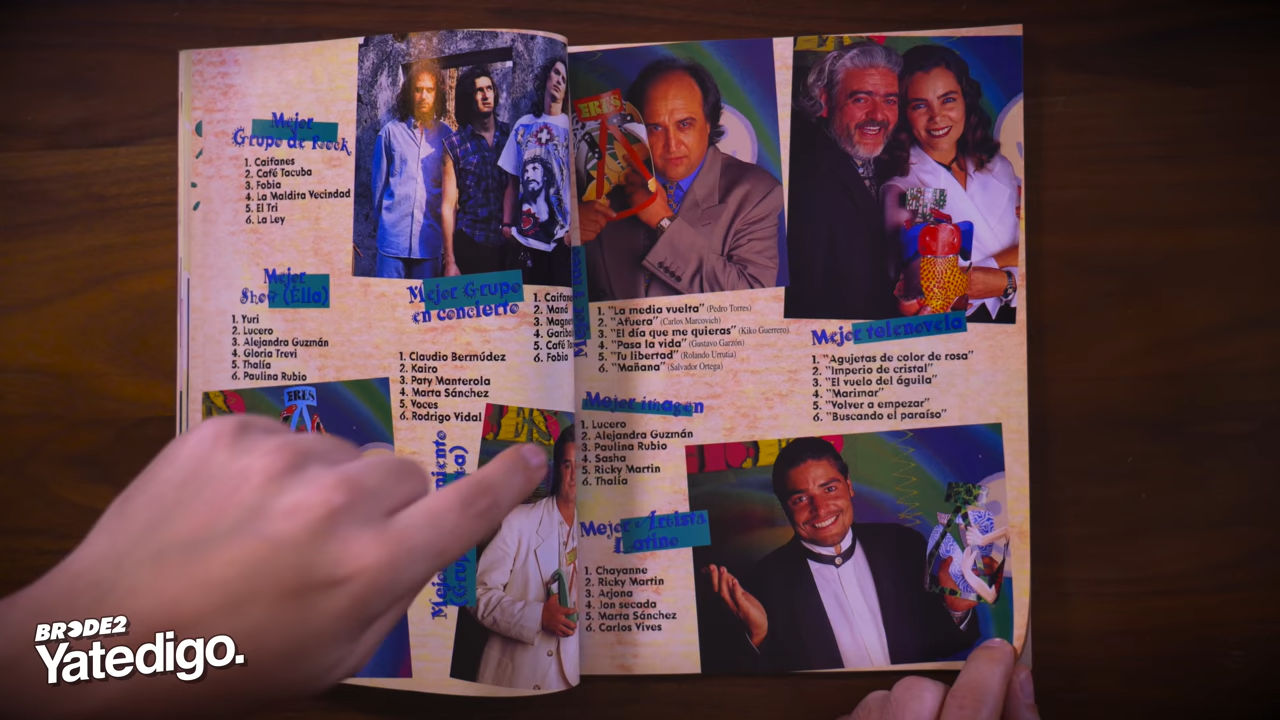 Mejor
Grupo de Rock
1. Caifanes
2. Café Tacuba
3. Fobia
4. La Maldita Vecindad
5. El Tri
6. La Ley
Mejor
Show (Ella)
1. Yuri
2. Lucero
3. Alejandra Guzmán
4. Gloria Trevi
5. Thalía
6. Paulina Rubio
ERES
Mejor Grupo
en concierto
1. Caifane
2. Maná
3. Magne
4. Garibal
5. Café Ta
6. Fobia
1. Claudio Bermúdez
2. Kairo
3. Paty Manterola
4. Marta Sánchez
5. Voces
6. Rodrigo Vidal
ERES
1. "La media vuelta" (Pedro Torres)
2. "Afuera" (Carlos Marcovich)
3. "El día que me quieras" (Kiko Guerrero)
4. "Pasa la vida" (Gustavo Garzón)
5. "Tu libertad" (Rolando Urrutia)
6. "Mañana" (Salvador Ortega)
Mejor telenovela
1. "Agujetas de color de rosa"
2. "Imperio de cristal"
3. "El vuelo del águila"
4. "Marimar"
5. "Volver a empezar"
6. "Buscando el paraíso"
Mejor imagen
1. Lucero
2. Alejandra Guzmán
3. Paulina Rubio
4. Sasha
5. Ricky Martin
6. Thalía
Mejor Artista
Latino
1. Chayanne
2. Ricky Martin
3. Arjona
4. Jon secada
5. Marta Sánchez
6. Carlos Vives
BRODE2
Yatedigo.